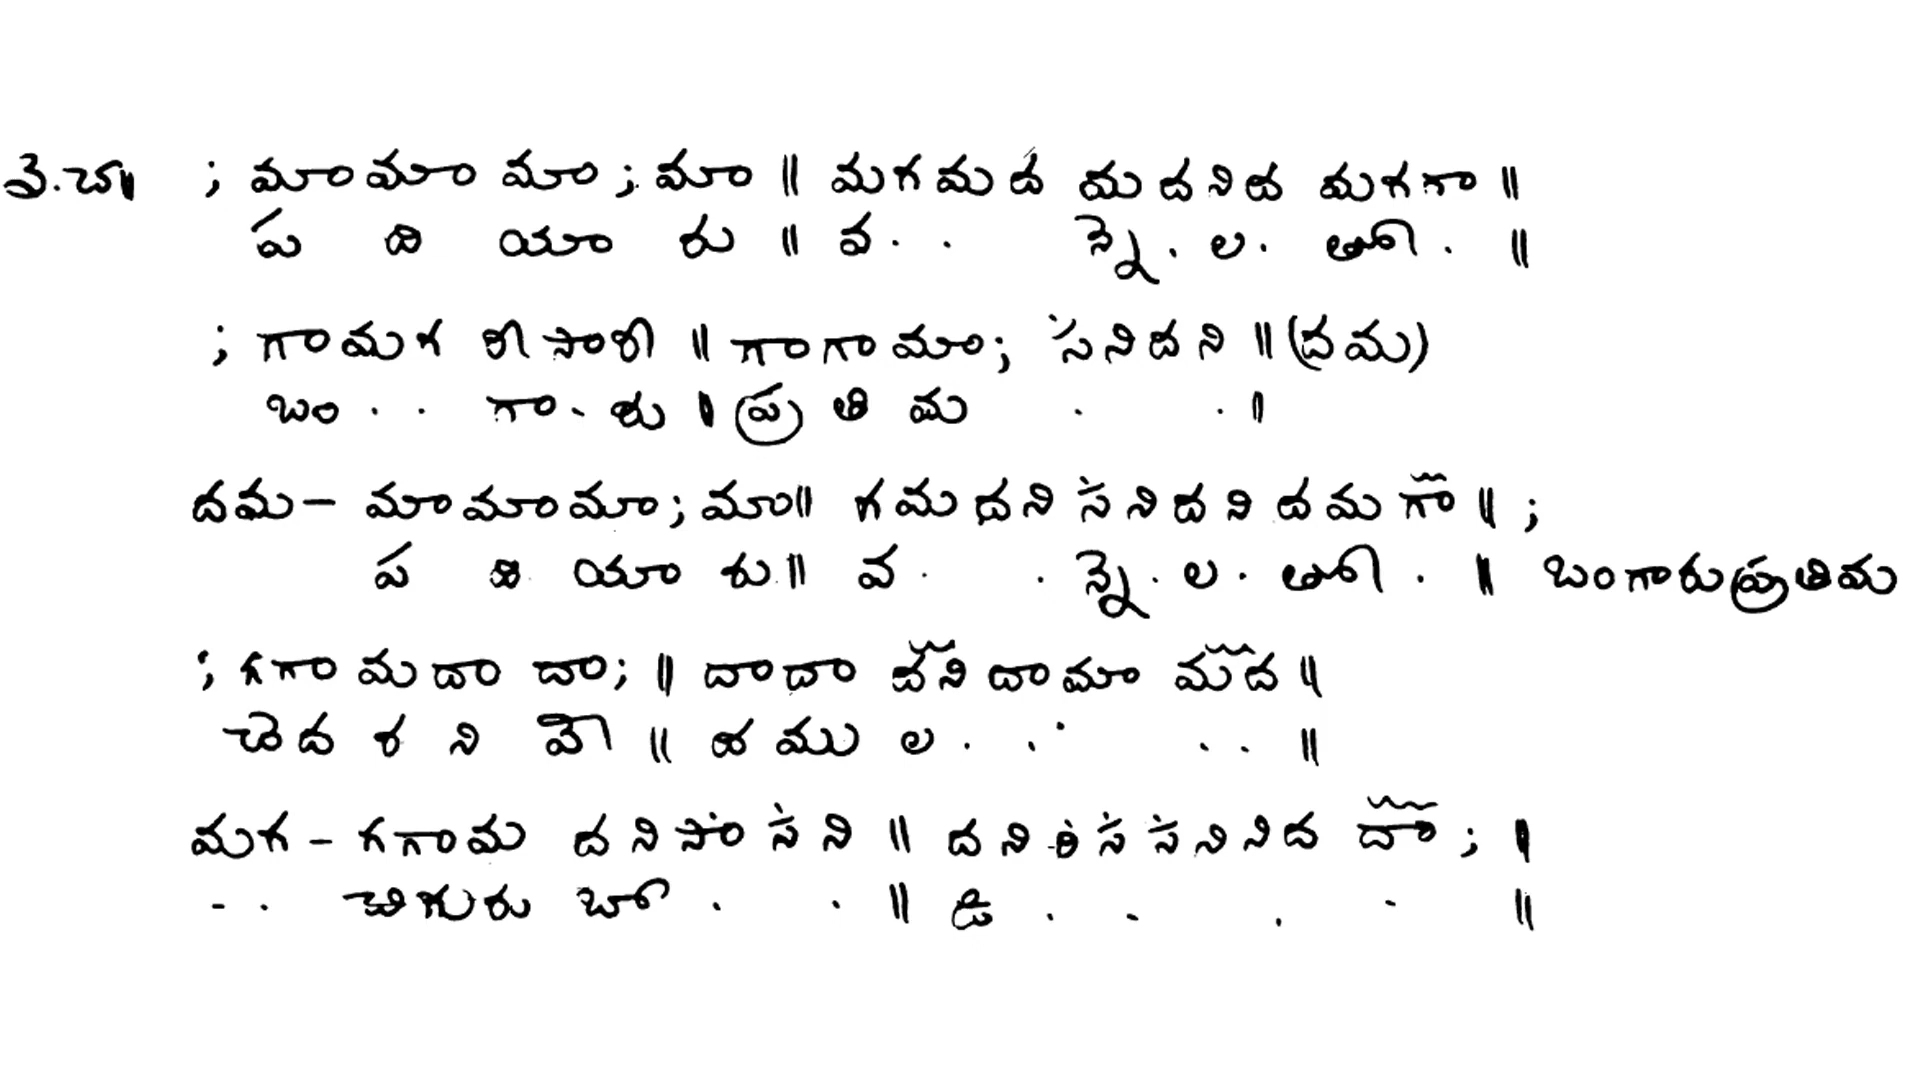 3.చ॥ ; మా మా మా ; మా || మగమద మదనిద మగగా ||
ప ది యా రు || వ . . న్నె . ల . తో . ||
; గామగ రీసారీ || గాగామా ; సనిదని || (దమ)
బం . . గా . రు | ప్ర తి మ . . |
దమ - మామామా ; మా || గమదని సనిదని దమగా || ;
ప ది యా రు || వ . . న్నె . ల . తో . || బంగారుప్రతిమ
; గగా మదా దా ; || దాదా దని దామా మద ||
చెద ర ని పే || దముల . . . . . ||
మగ - గగామ దనిసా సని || దనిరిస సనినిద దా ; |
. . చిగురు బో . . || డి . . . . ||